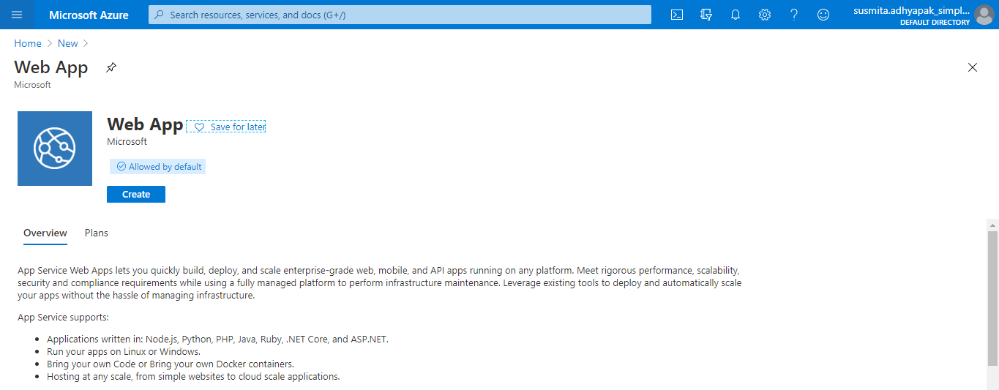 Microsoft Azure
Search resources, services, and docs (G+/)
susmita.adhyapak_simpl...
DEFAULT DIRECTORY
Home > New >
Web App
Microsoft
Web App
Save for later
Microsoft
Allowed by default
Create
Overview
Plans
App Service Web Apps lets you quickly build, deploy, and scale enterprise-grade web, mobile, and API apps running on any platform. Meet rigorous performance, scalability,
security and compliance requirements while using a fully managed platform to perform infrastructure maintenance. Leverage existing tools to deploy and automatically scale
your apps without the hassle of managing infrastructure.
App Service supports:
• Applications written in: Node.js, Python, PHP, Java, Ruby, .NET Core, and ASP.NET.
• Run your apps on Linux or Windows.
• Bring your own Code or Bring your own Docker containers.
• Hosting at any scale, from simple websites to cloud scale applications.